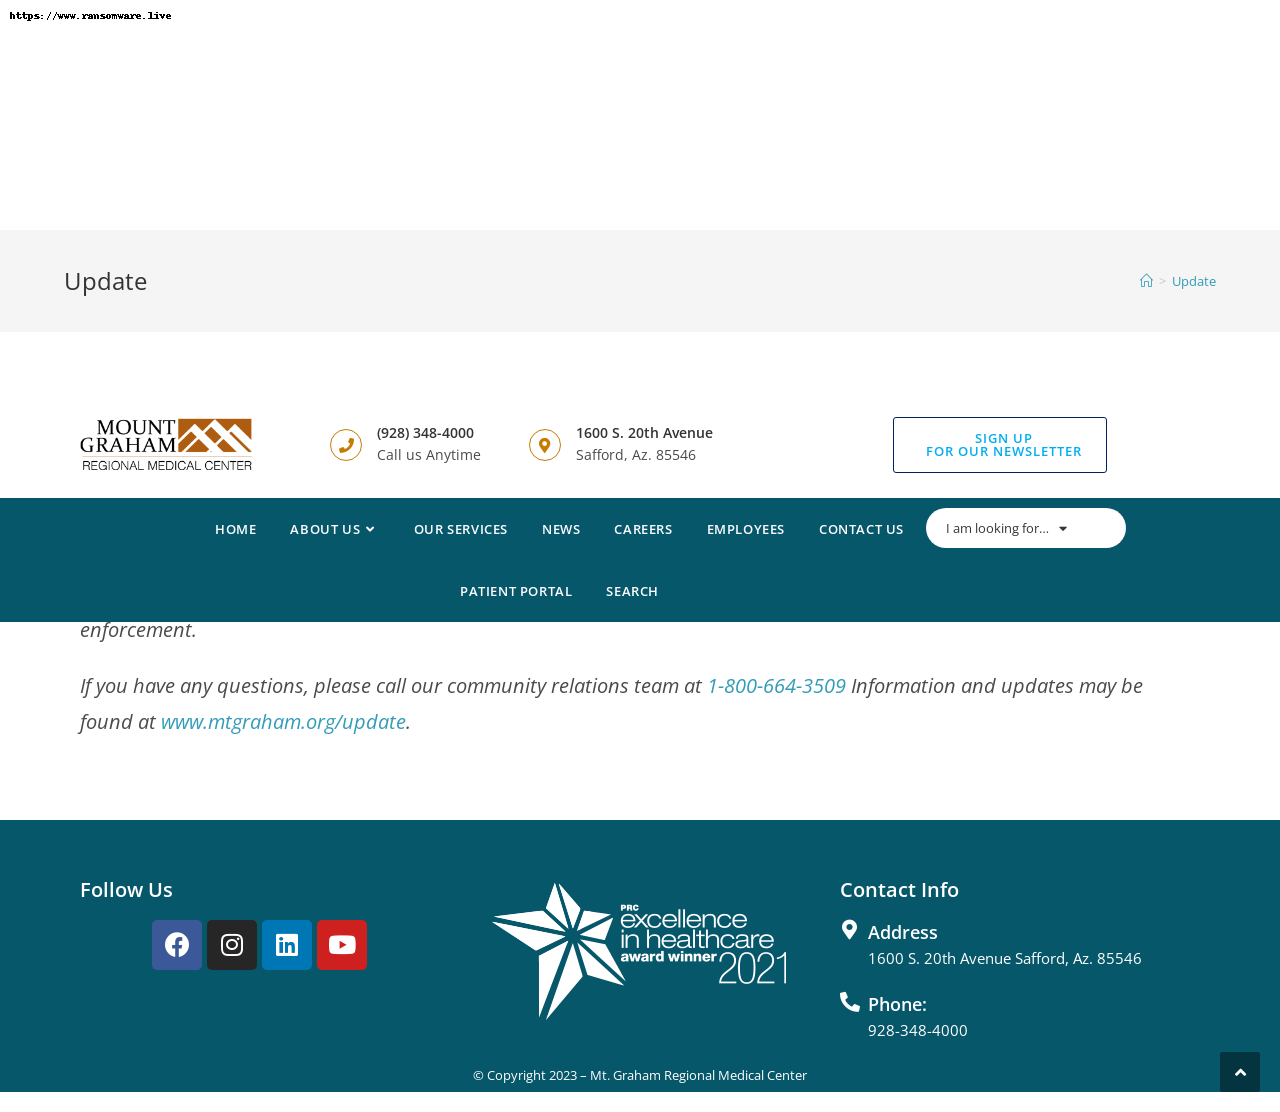 https://www.ransomware.live
Update
> Update
MOUNT
GRAHAM
REGIONAL MEDICAL CENTER
(928) 348-4000
Call us Anytime
1600 S. 20th Avenue
Safford, Az. 85546
SIGN UP
FOR OUR NEWSLETTER
HOME ABOUT US OUR SERVICES NEWS CAREERS EMPLOYEES CONTACT US I am looking for...
PATIENT PORTAL SEARCH
enforcement.
If you have any questions, please call our community relations team at 1-800-664-3509 Information and updates may be
found at www.mtgraham.org/update.
Follow Us
PRC
excellence
in healthcare
award winner
2021
Contact Info
Address
1600 S. 20th Avenue Safford, Az. 85546
Phone:
928-348-4000
© Copyright 2023 – Mt. Graham Regional Medical Center